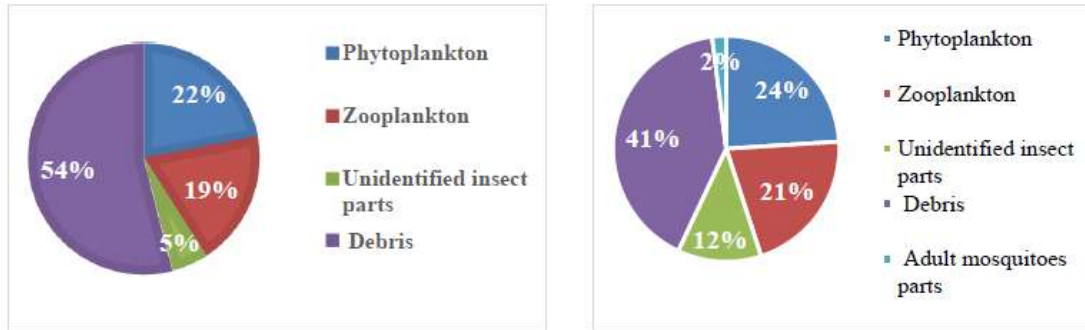 22%
19%
5%
54%
Phytoplankton
Zooplankton
Unidentified insect
parts
Debris
2%
24%
21%
12%
41%
Phytoplankton
Zooplankton
Unidentified insect
parts
Debris
Adult mosquitoes
parts